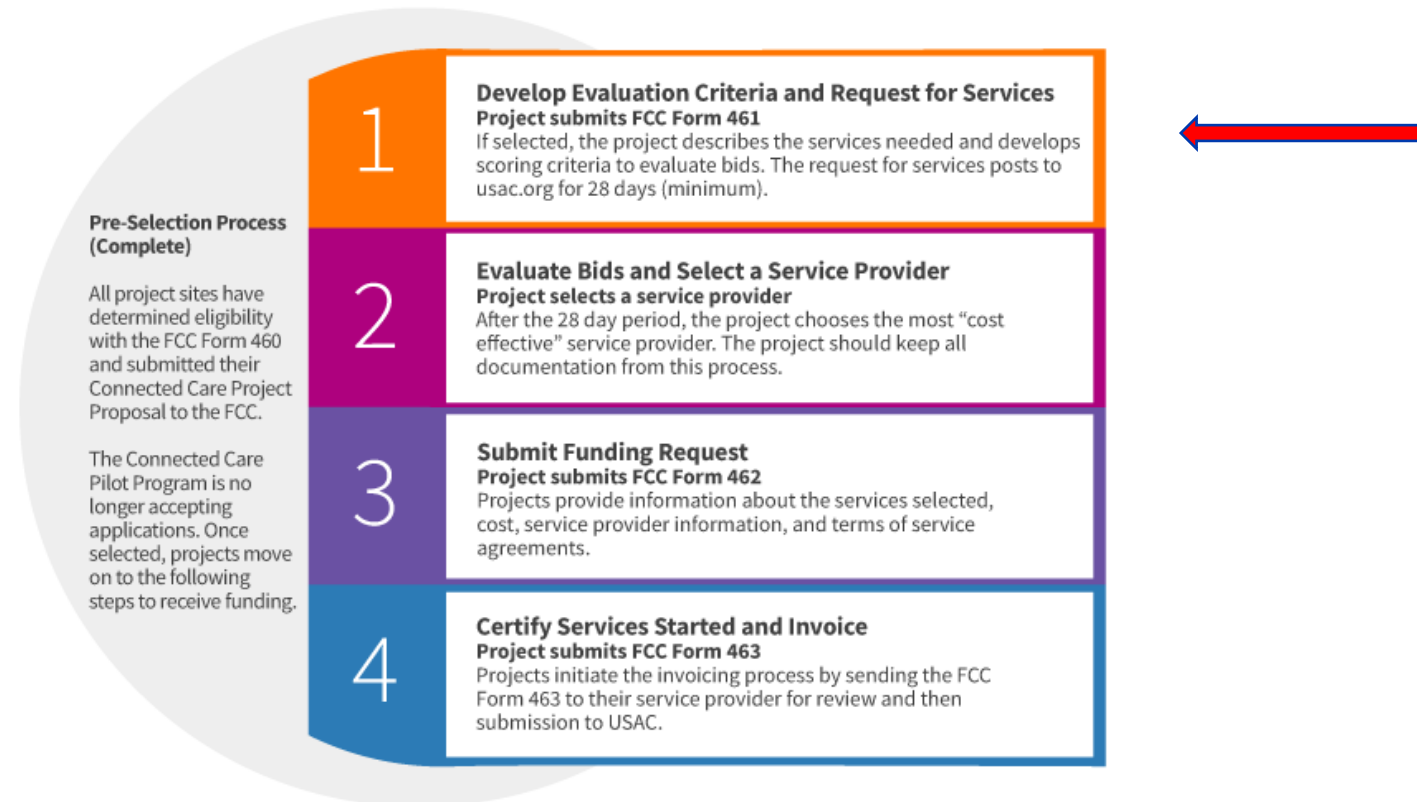 Pre-Selection Process
(Complete)
All project sites have
determined eligibility
with the FCC Form 460
and submitted their
Connected Care Project
Proposal to the FCC.
The Connected Care
Pilot Program is no
longer accepting
applications. Once
selected, projects move
on to the following
steps to receive funding.
1
Develop Evaluation Criteria and Request for Services
Project submits FCC Form 461
If selected, the project describes the services needed and develops
scoring criteria to evaluate bids. The request for services posts to
usac.org for 28 days (minimum).
2
Evaluate Bids and Select a Service Provider
Project selects a service provider
After the 28 day period, the project chooses the most “cost
effective” service provider. The project should keep all
documentation from this process.
3
Submit Funding Request
Project submits FCC Form 462
Projects provide information about the services selected,
cost, service provider information, and terms of service
agreements.
4
Certify Services Started and Invoice
Project submits FCC Form 463
Projects initiate the invoicing process by sending the FCC
Form 463 to their service provider for review and then
submission to USAC.